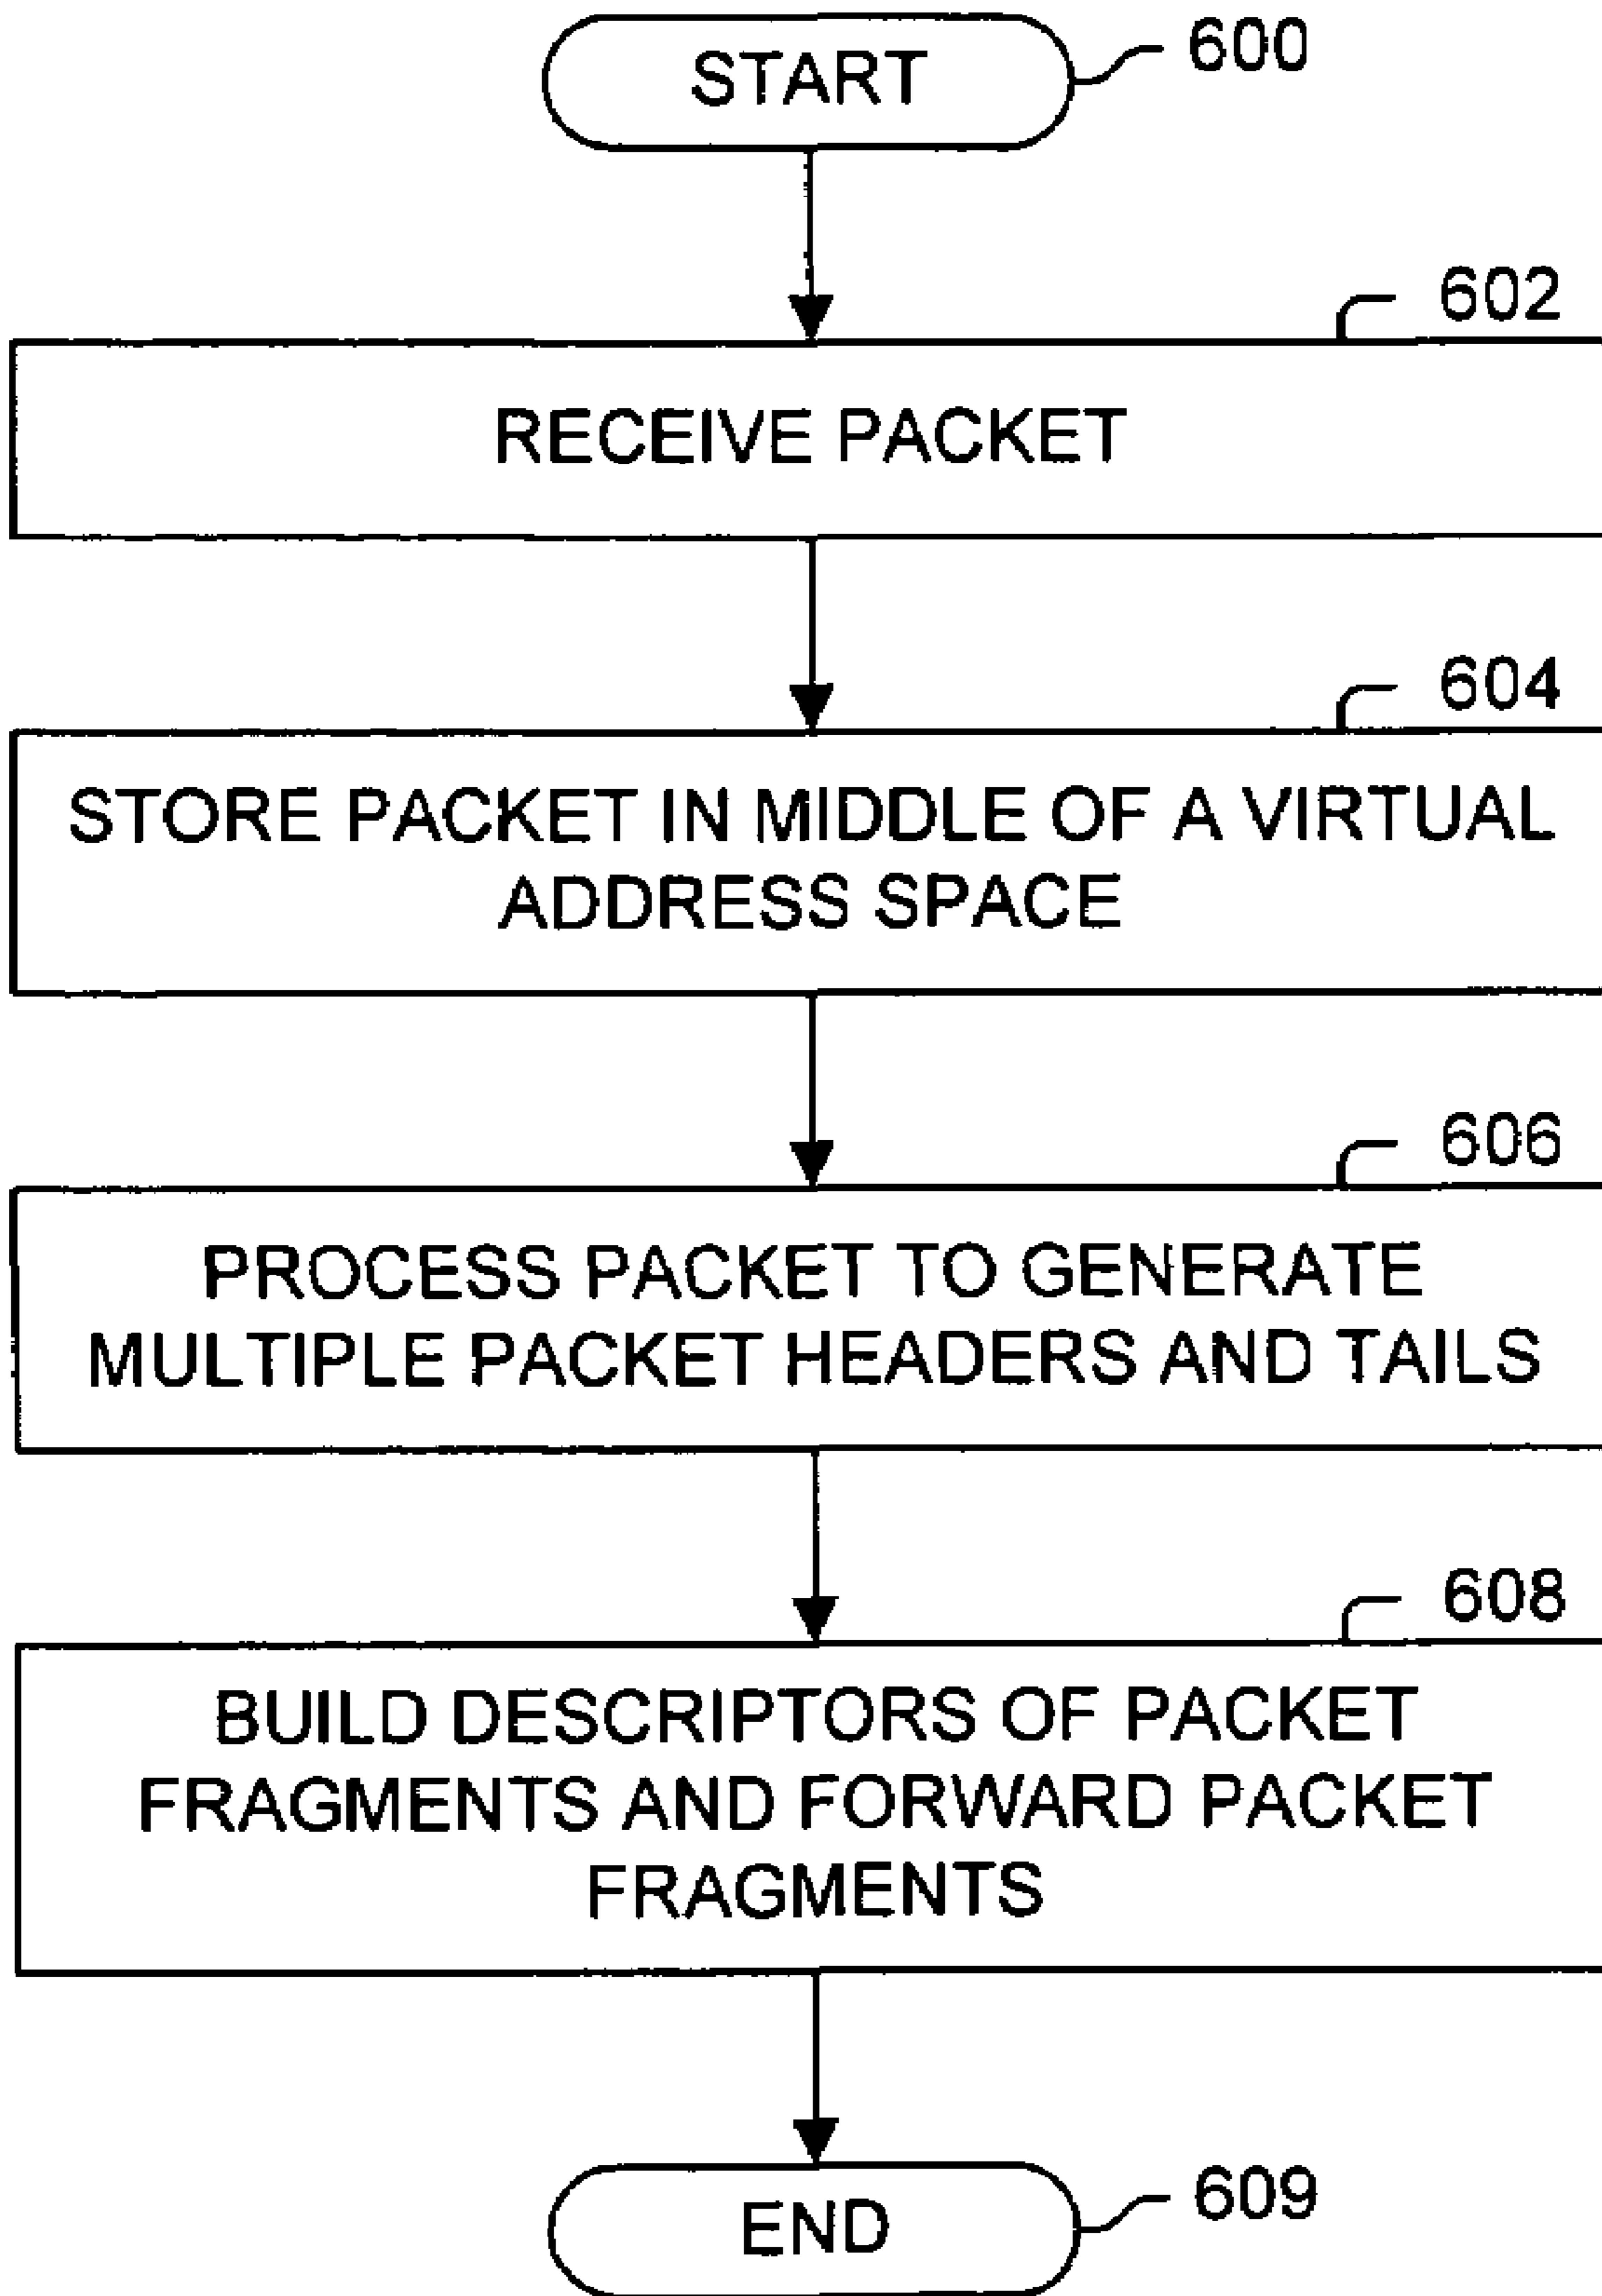 START
600
602
RECEIVE PACKET
604
STORE PACKET IN MIDDLE OF A VIRTUAL
ADDRESS SPACE
606
PROCESS PACKET TO GENERATE
MULTIPLE PACKET HEADERS AND TAILS
608
BUILD DESCRIPTORS OF PACKET
FRAGMENTS AND FORWARD PACKET
FRAGMENTS
END
609